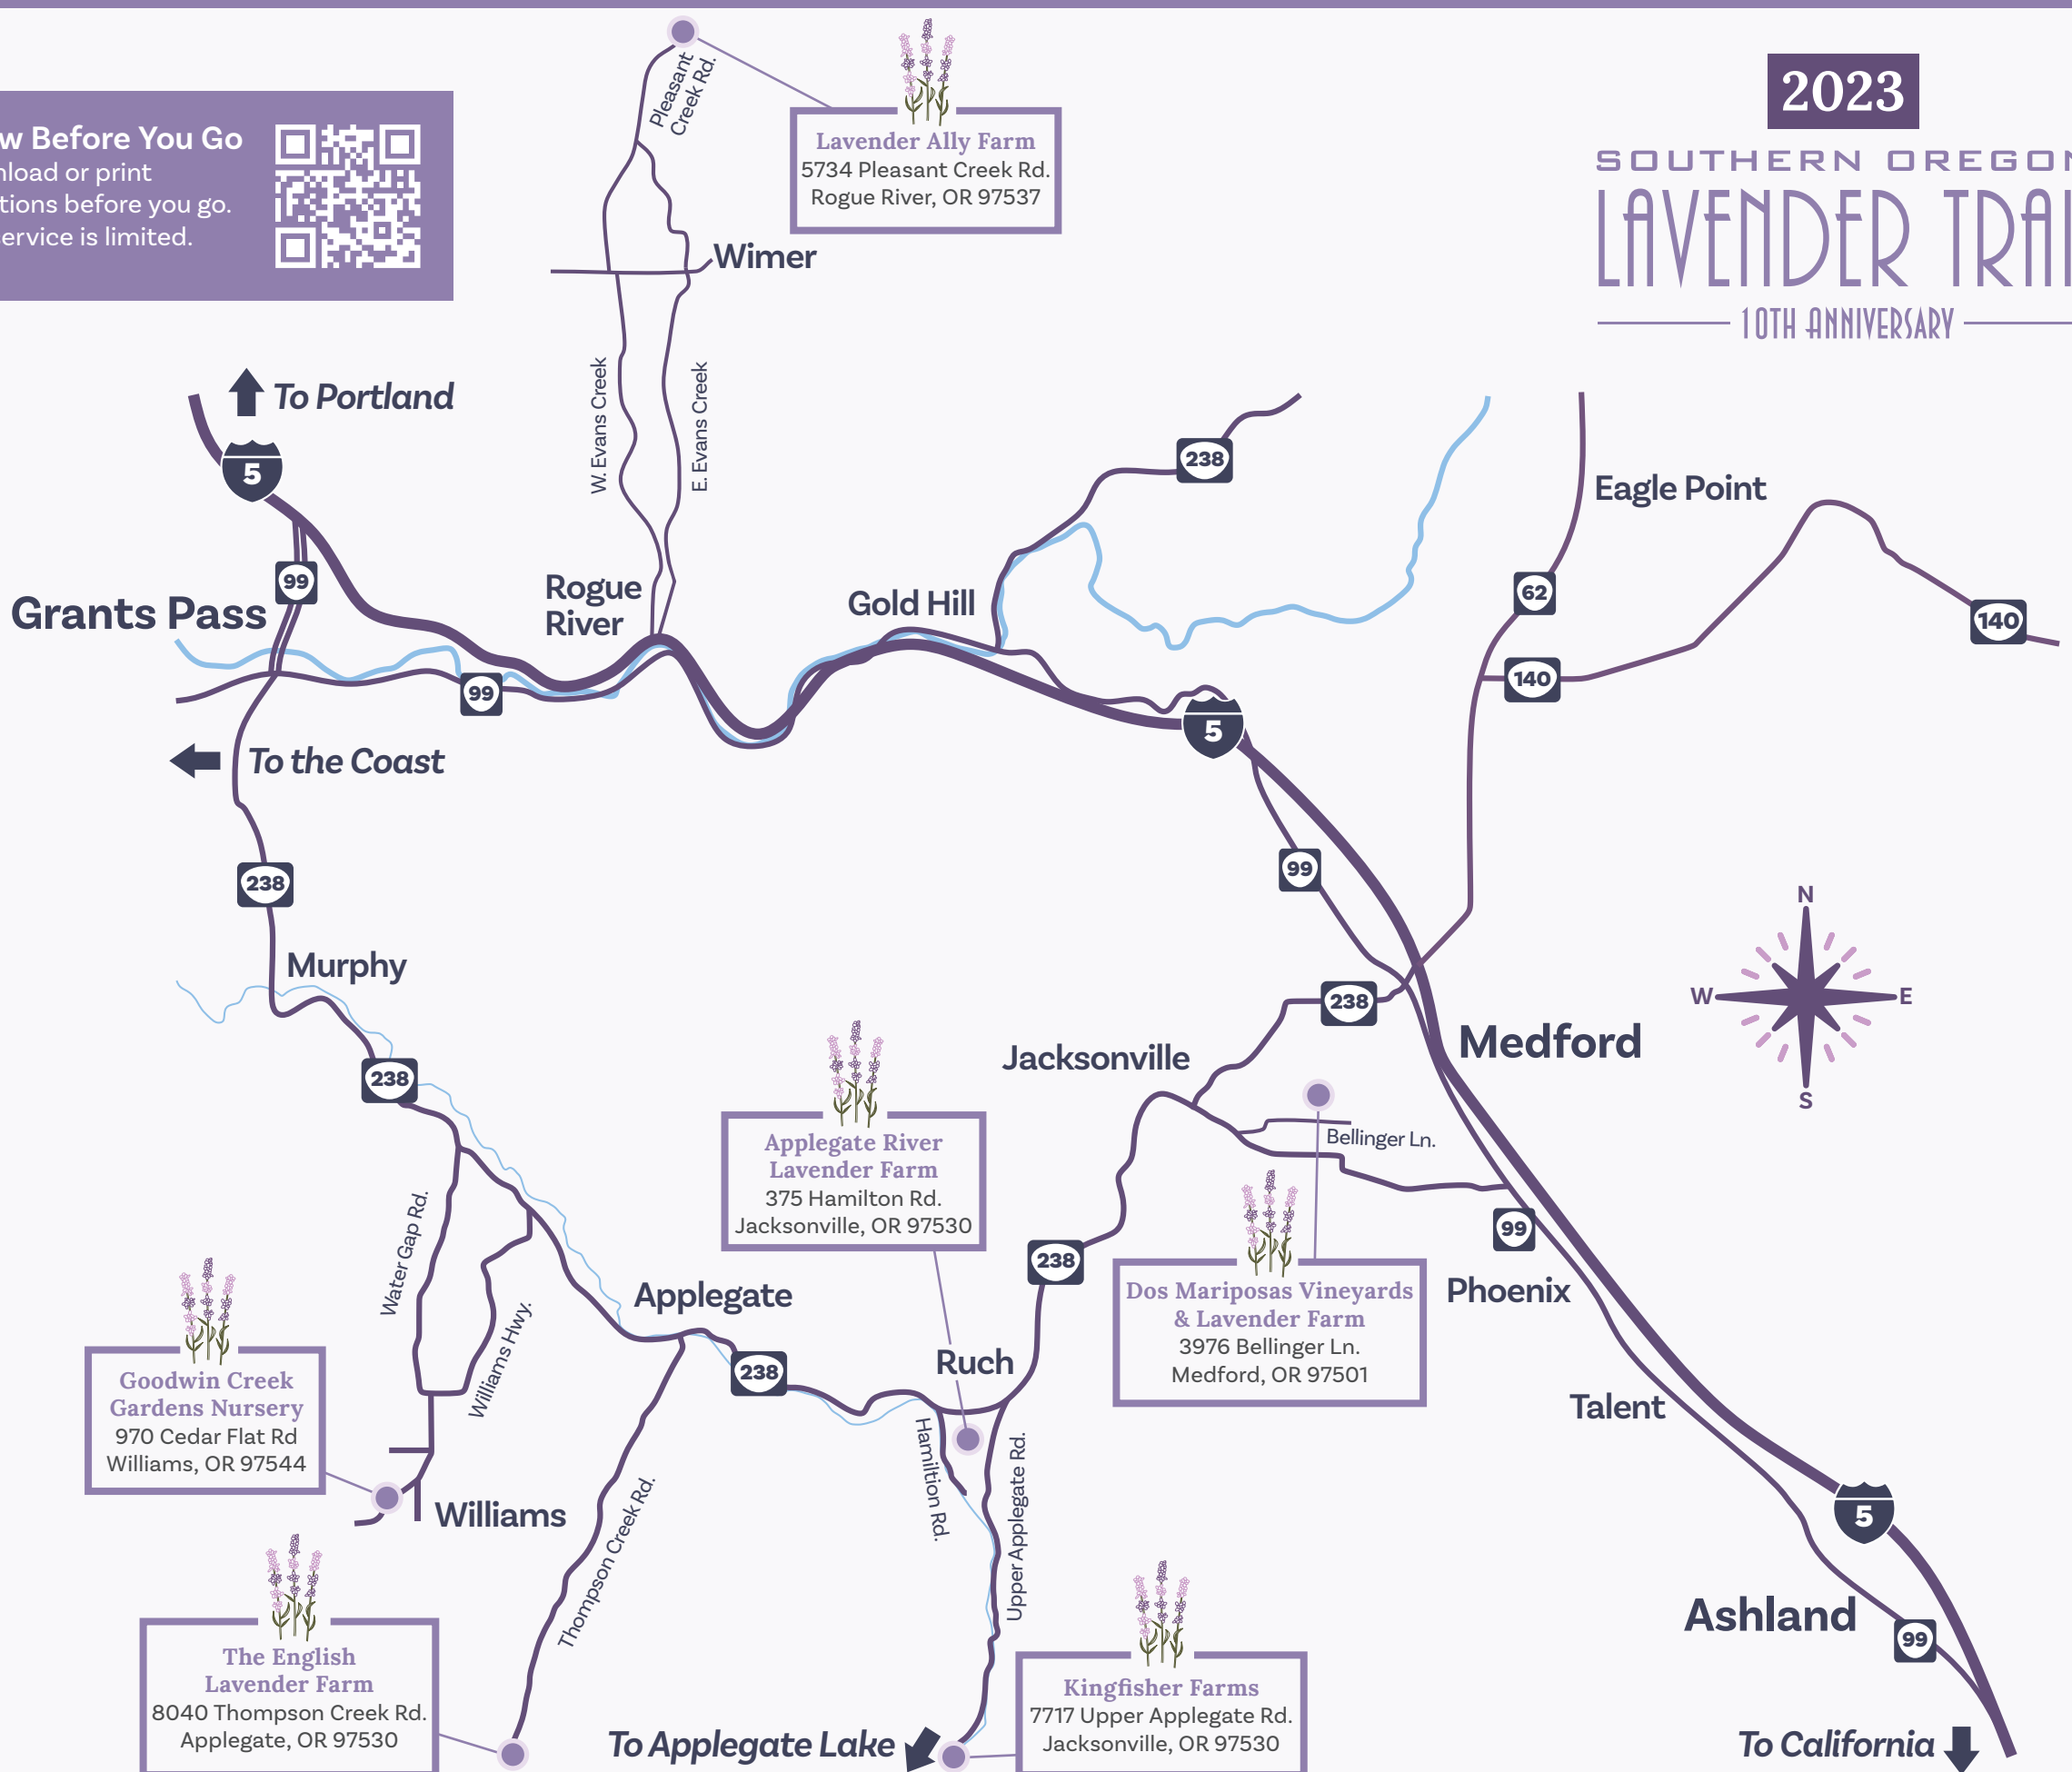 w Before You Go
nload or print
tions before you go.
ervice is limited.
2023
SOUTHERN OREGON
LAVENDER TRAI
10TH ANNIVERSARY
Pleasant
Creek Rd.
Lavender Ally Farm
5734 Pleasant Creek Rd.
Rogue River, OR 97537
Wimer
W. Evans Creek
E. Evans Creek
To Portland
5
99
Grants Pass
99
To the Coast
Rogue
River
Gold Hill
238
5
Eagle Point
62
140
140
99
238
Murphy
238
N
W
E
S
238
Medford
Jacksonville
Bellinger Ln.
Applegate River
Lavender Farm
375 Hamilton Rd.
Jacksonville, OR 97530
238
99
Dos Mariposas Vineyards
& Lavender Farm
3976 Bellinger Ln.
Medford, OR 97501
Phoenix
Water Gap Rd.
Williams Hwy.
Applegate
238
Ruch
Talent
Goodwin Creek
Gardens Nursery
970 Cedar Flat Rd
Williams, OR 97544
Williams
Hamiltion Rd.
Upper Applegate Rd.
Thompson Creek Rd.
5
Ashland
99
The English
Lavender Farm
8040 Thompson Creek Rd.
Applegate, OR 97530
To Applegate Lake
Kingfisher Farms
7717 Upper Applegate Rd.
Jacksonville, OR 97530
To California